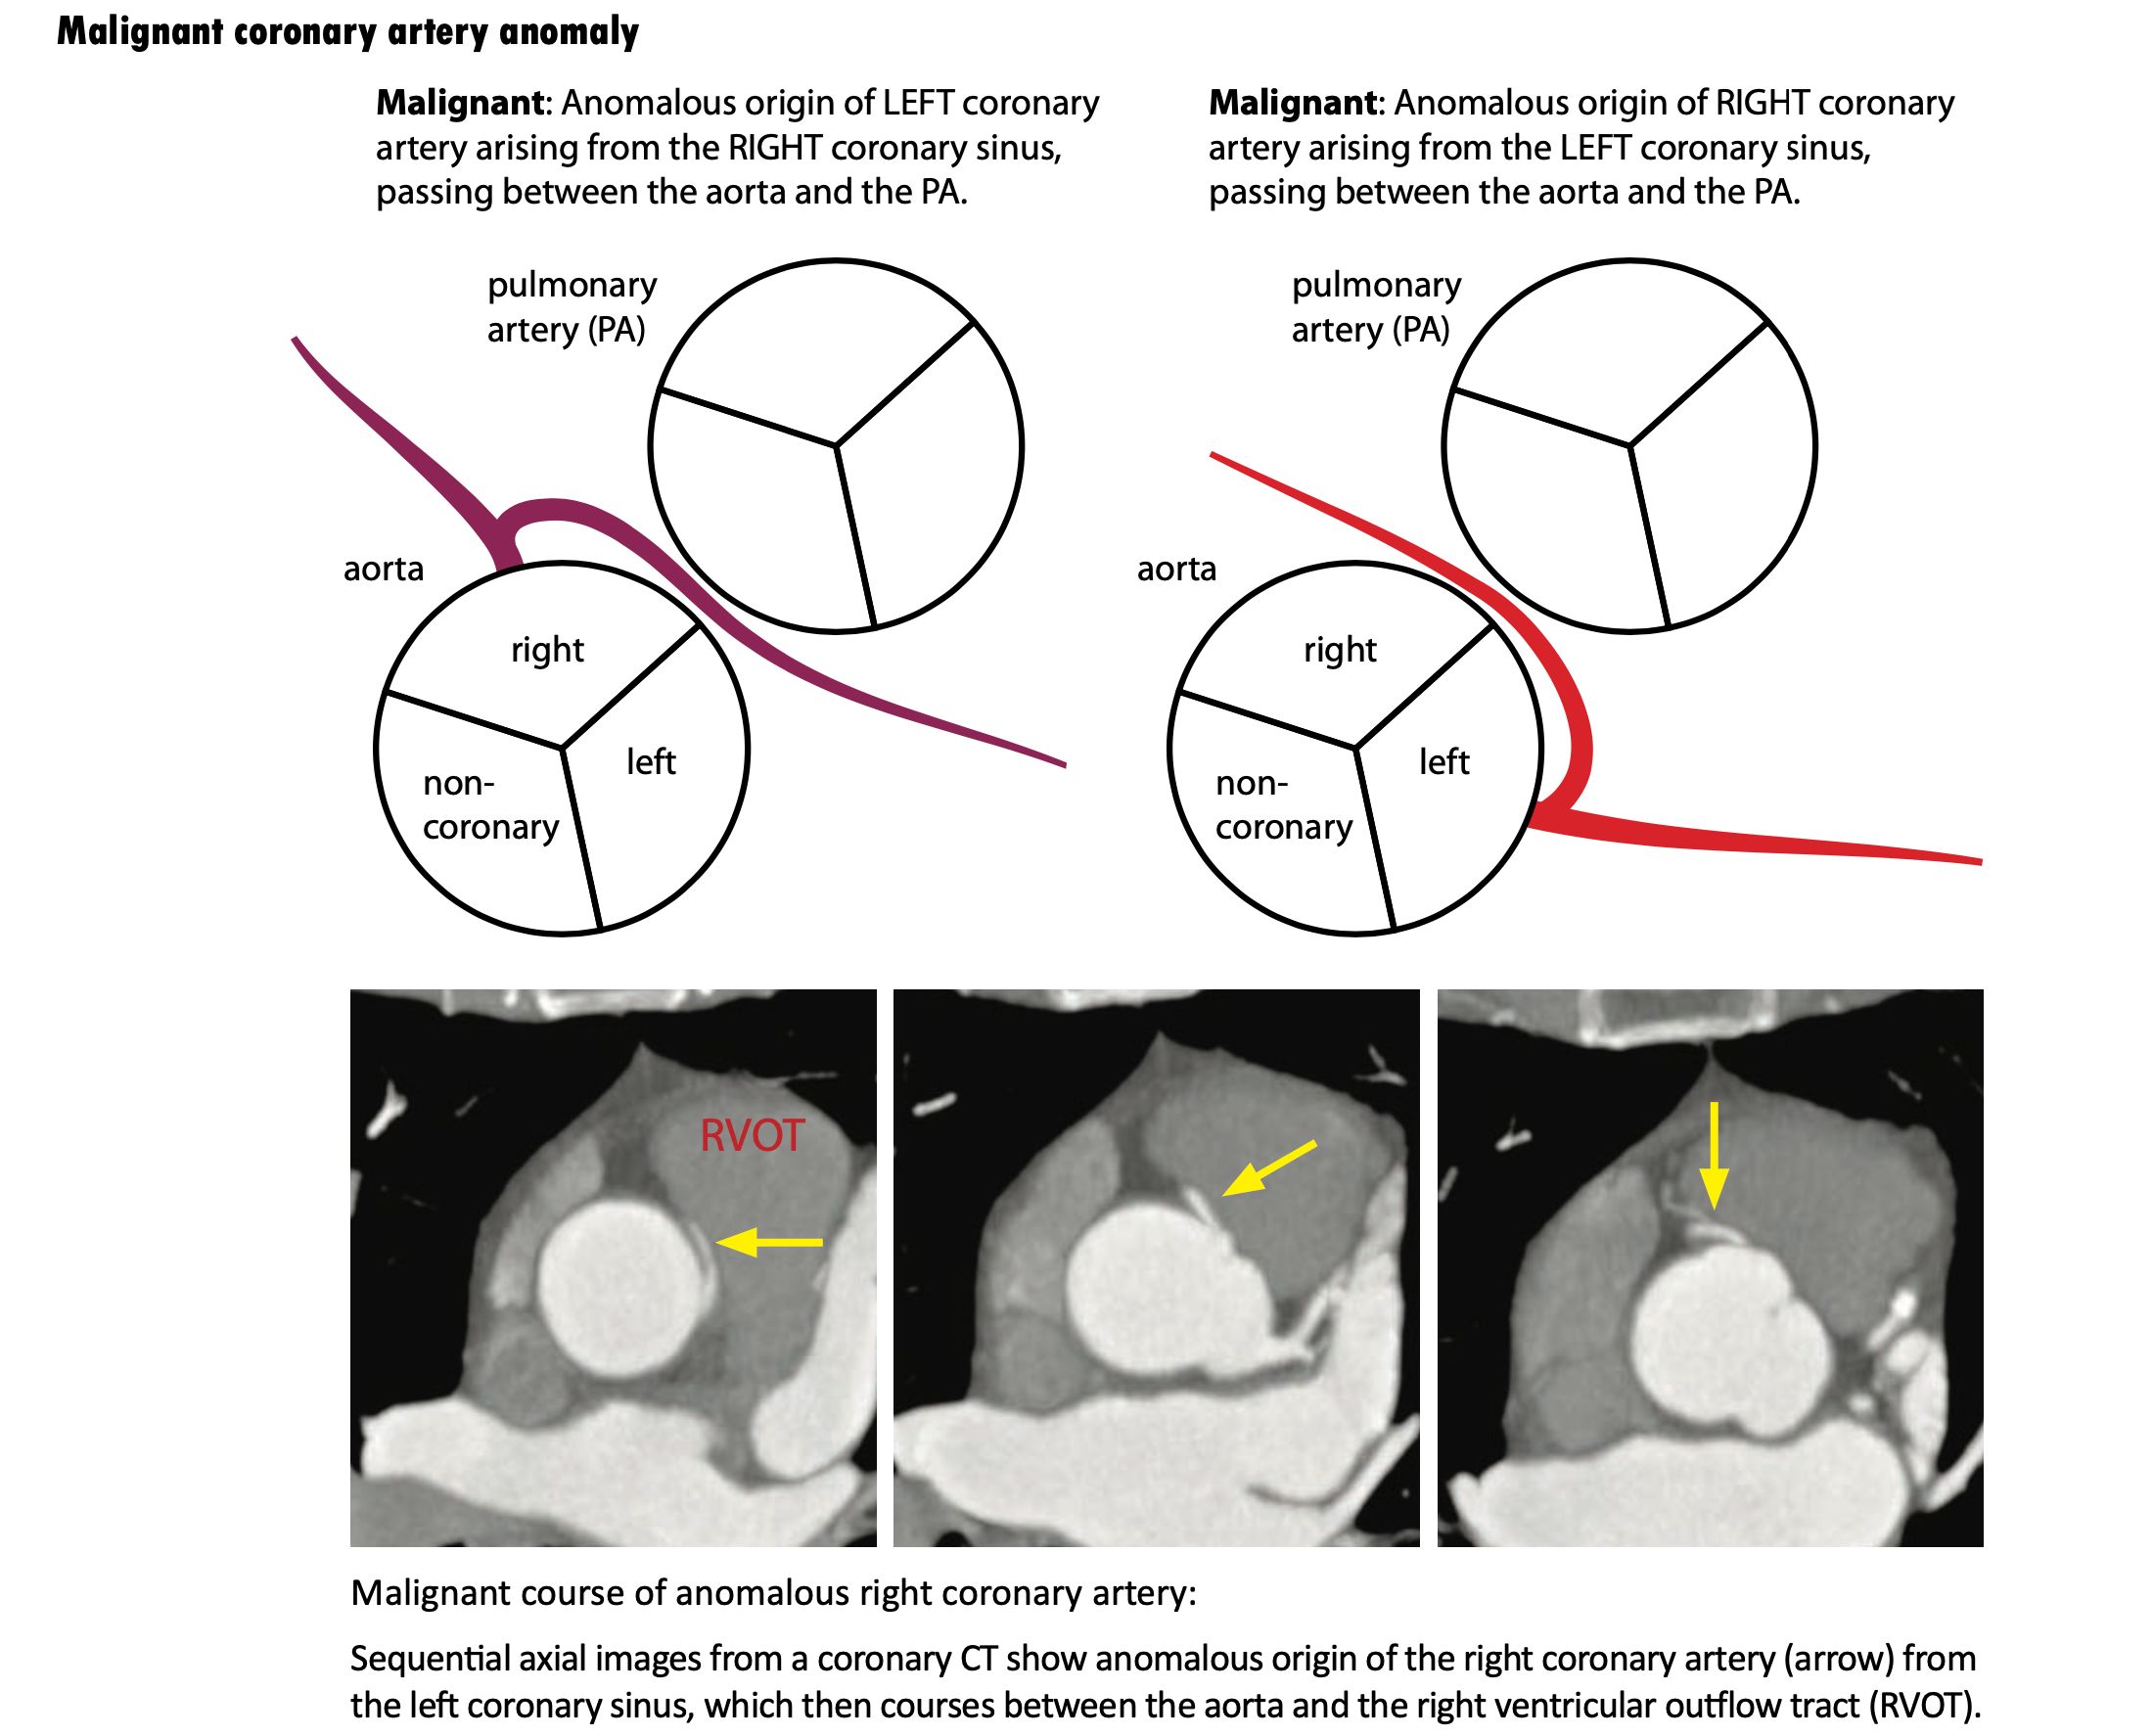 Malignant coronary artery anomaly
Malignant: Anomalous origin of LEFT coronary
artery arising from the RIGHT coronary sinus,
passing between the aorta and the PA.
Malignant: Anomalous origin of RIGHT coronary
artery arising from the LEFT coronary sinus,
passing between the aorta and the PA.
pulmonary
artery (PA)
aorta
right
left
non-
coronary
pulmonary
artery (PA)
aorta
right
left
non-
coronary
RVOT
Malignant course of anomalous right coronary artery:
Sequential axial images from a coronary CT show anomalous origin of the right coronary artery (arrow) from
the left coronary sinus, which then courses between the aorta and the right ventricular outflow tract (RVOT).